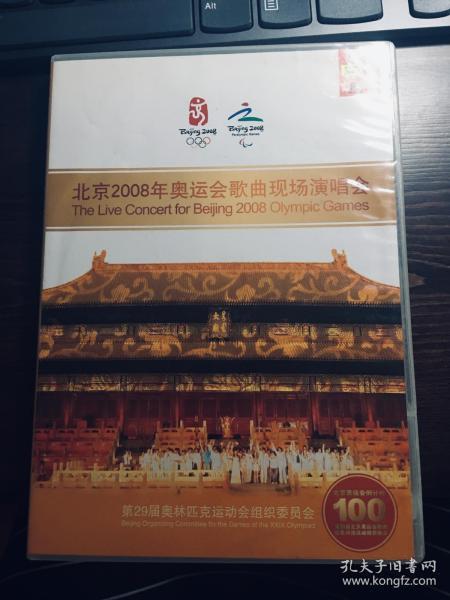 Beijing 2008
Beijing 2008
Paralympic Games
北京2008年奥运会歌曲现场演唱会
The Live Concert for Beijing 2008 Olympic Games
第29届奥林匹克运动会组织委员会
Beijing Organizing Committee for the Games of the XXIX Olympiad
100
孔夫子旧书网
www.kongfz.com